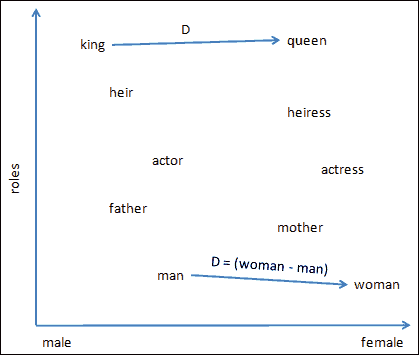 D
king
queen
heir
heiress
actor
actress
father
mother
D = (woman - man)
man
woman
roles
male
female